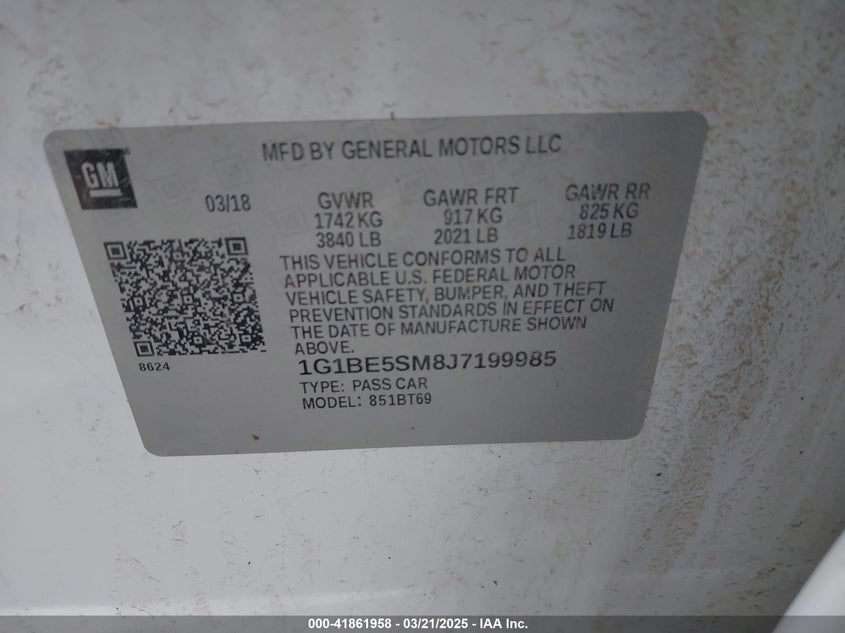 MFD BY GENERAL MOTORS LLC
GM
03/18 GVWR GAWR FRT GAWR RR
1742 KG 917 KG 825 KG
3840 LB 2021 LB 1819 LB
THIS VEHICLE CONFORMS TO ALL
APPLICABLE U.S. FEDERAL MOTOR
VEHICLE SAFETY, BUMPER, AND THEFT
PREVENTION STANDARDS IN EFFECT ON
THE DATE OF MANUFACTURE SHOWN
ABOVE.
8624
1G1BE5SM8J7199985
TYPE: PASS CAR
MODEL: 851BT69
000-41861958 - 03/21/2025 - IAA Inc.